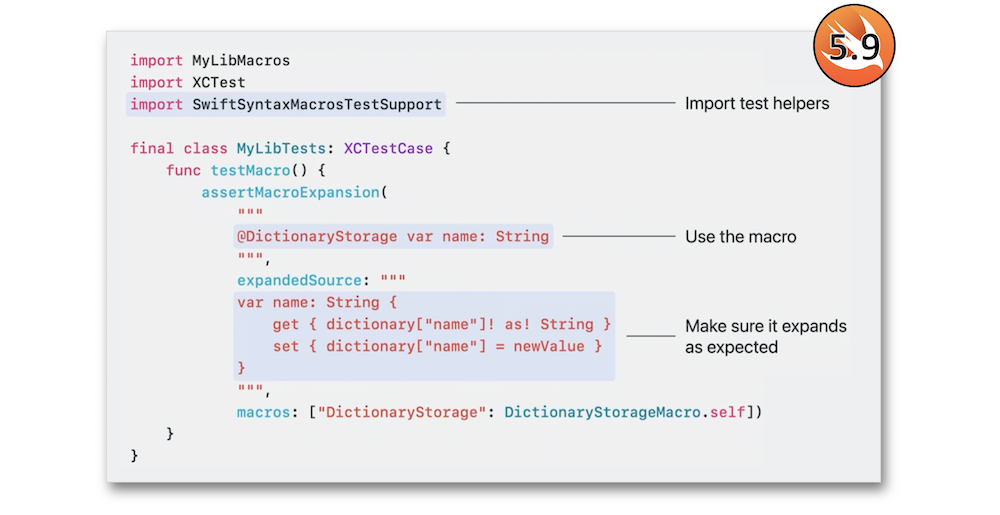 5.9
import MyLibMacros
import XCTest
import SwiftSyntaxMacrosTestSupport
Import test helpers
final class MyLibTests: XCTestCase {
    func testMacro() {
        assertMacroExpansion(
            """
            @DictionaryStorage var name: String
Use the macro
            """,
            expandedSource: """
            var name: String {
                get { dictionary["name"]! as! String }
                set { dictionary["name"] = newValue }
            }
Make sure it expands
as expected
            """,
            macros: ["DictionaryStorage": DictionaryStorageMacro.self])
    }
}